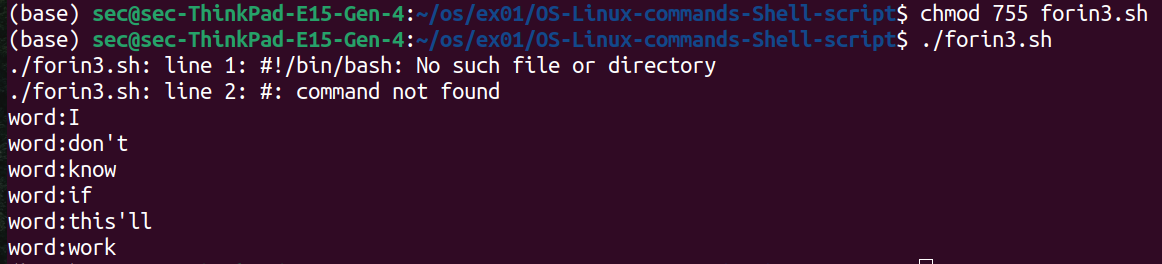 (base) sec@sec-ThinkPad-E15-Gen-4:~/os/ex01/OS-Linux-commands-Shell-script$ chmod 755 forin3.sh
(base) sec@sec-ThinkPad-E15-Gen-4:~/os/ex01/OS-Linux-commands-Shell-script$ ./forin3.sh
./forin3.sh: line 1: #!/bin/bash: No such file or directory
./forin3.sh: line 2: #: command not found
word:I
word:don't
word:know
word:if
word:this'll
word:work